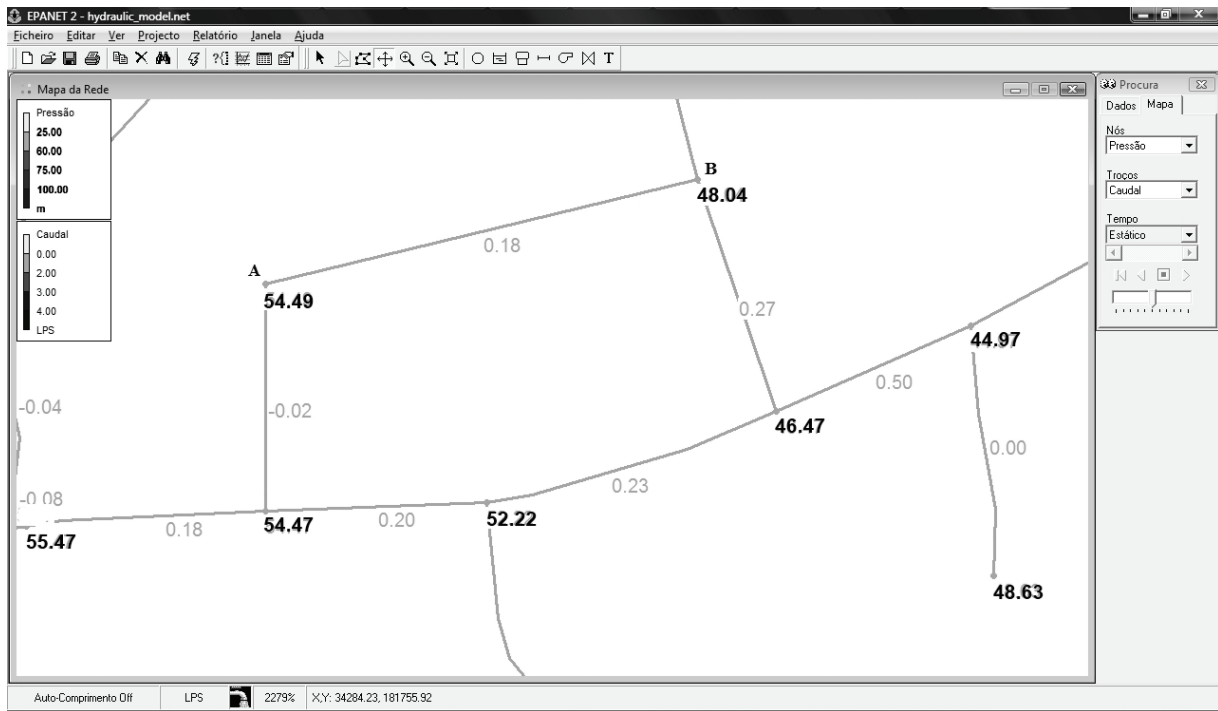 EPANET 2 - hydraulic_model.net
Ficheiro Editar Ver Projecto Relatório Janela Ajuda
T
Mapa da Rede
Pressão
25.00
60.00
75.00
100.00
m
Caudal
0.00
2.00
3.00
4.00
LPS
B
48.04
0.18
A
54.49
0.27
44.97
0.50
-0.04
-0.02
46.47
0.00
0.23
-0.08
0.18
54.47
0.20
52.22
55.47
48.63
Procura
Dados Mapa
Nós
Pressão
Troços
Caudal
Tempo
Estático
Auto-Comprimento Off LPS 2279% X,Y: 34284.23, 181755.92